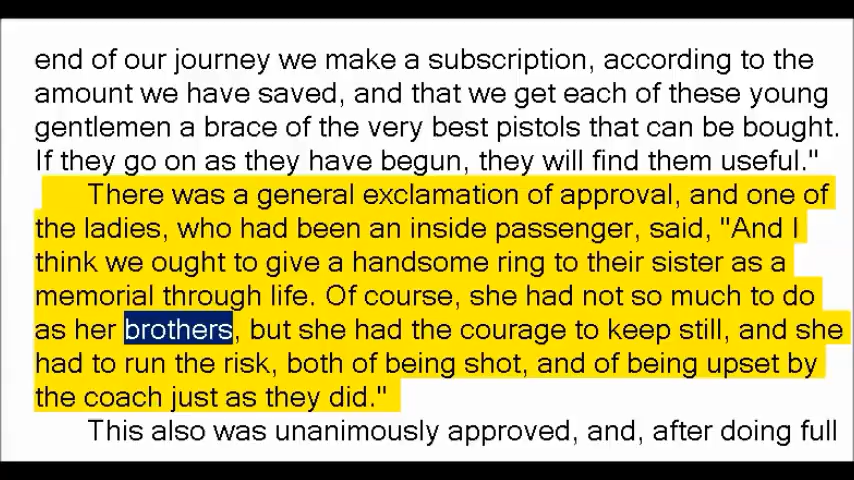 end of our journey we make a subscription, according to the
amount we have saved, and that we get each of these young
gentlemen a brace of the very best pistols that can be bought.
If they go on as they have begun, they will find them useful."
There was a general exclamation of approval, and one of
the ladies, who had been an inside passenger, said, "And I
think we ought to give a handsome ring to their sister as a
memorial through life. Of course, she had not so much to do
as her brothers, but she had the courage to keep still, and she
had to run the risk, both of being shot, and of being upset by
the coach just as they did."
This also was unanimously approved, and, after doing full